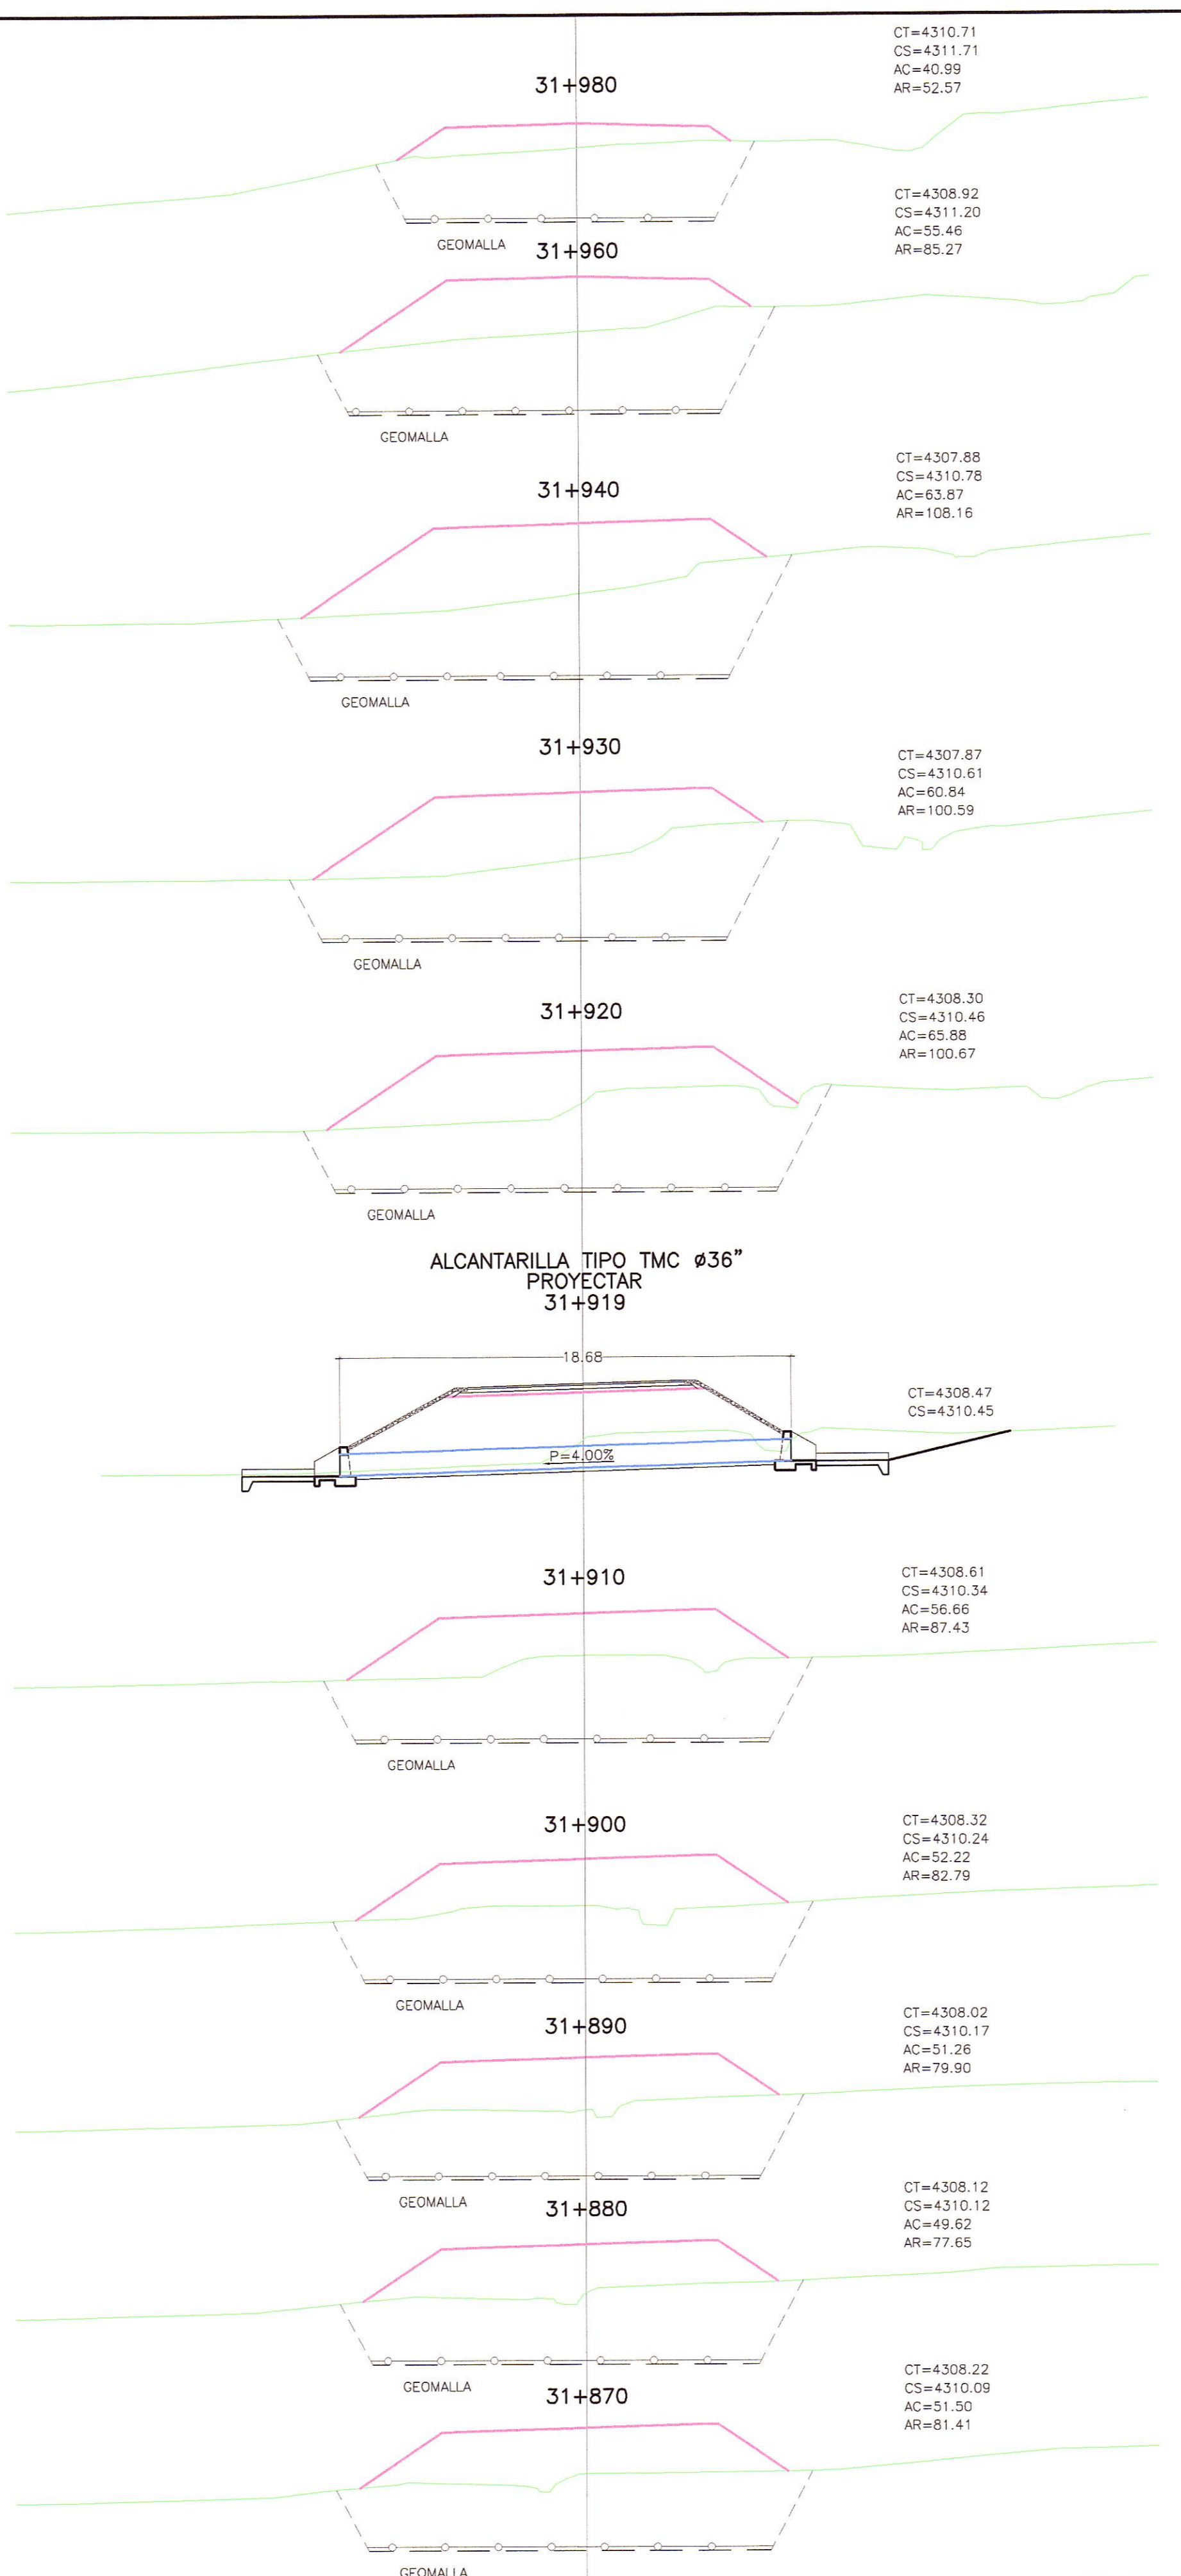 CT=4310.71
CS=4311.71
AC=40.99
AR=52.57
31+980
GEOMALLA
CT=4308.92
CS=4311.20
AC=55.46
AR=85.27
31+960
GEOMALLA
CT=4307.88
CS=4310.78
AC=63.87
AR=108.16
31+940
GEOMALLA
CT=4307.87
CS=4310.61
AC=60.84
AR=100.59
31+930
GEOMALLA
CT=4308.30
CS=4310.46
AC=65.88
AR=100.67
31+920
GEOMALLA
ALCANTARILLA TIPO TMC ø36”
PROYECTAR
31+919
18.68
CT=4308.47
CS=4310.45
P=4.00%
CT=4308.61
CS=4310.34
AC=56.66
AR=87.43
31+910
GEOMALLA
CT=4308.32
CS=4310.24
AC=52.22
AR=82.79
31+900
GEOMALLA
CT=4308.02
CS=4310.17
AC=51.26
AR=79.90
31+890
GEOMALLA
CT=4308.12
CS=4310.12
AC=49.62
AR=77.65
31+880
GEOMALLA
CT=4308.22
CS=4310.09
AC=51.50
AR=81.41
31+870
GEOMALLA